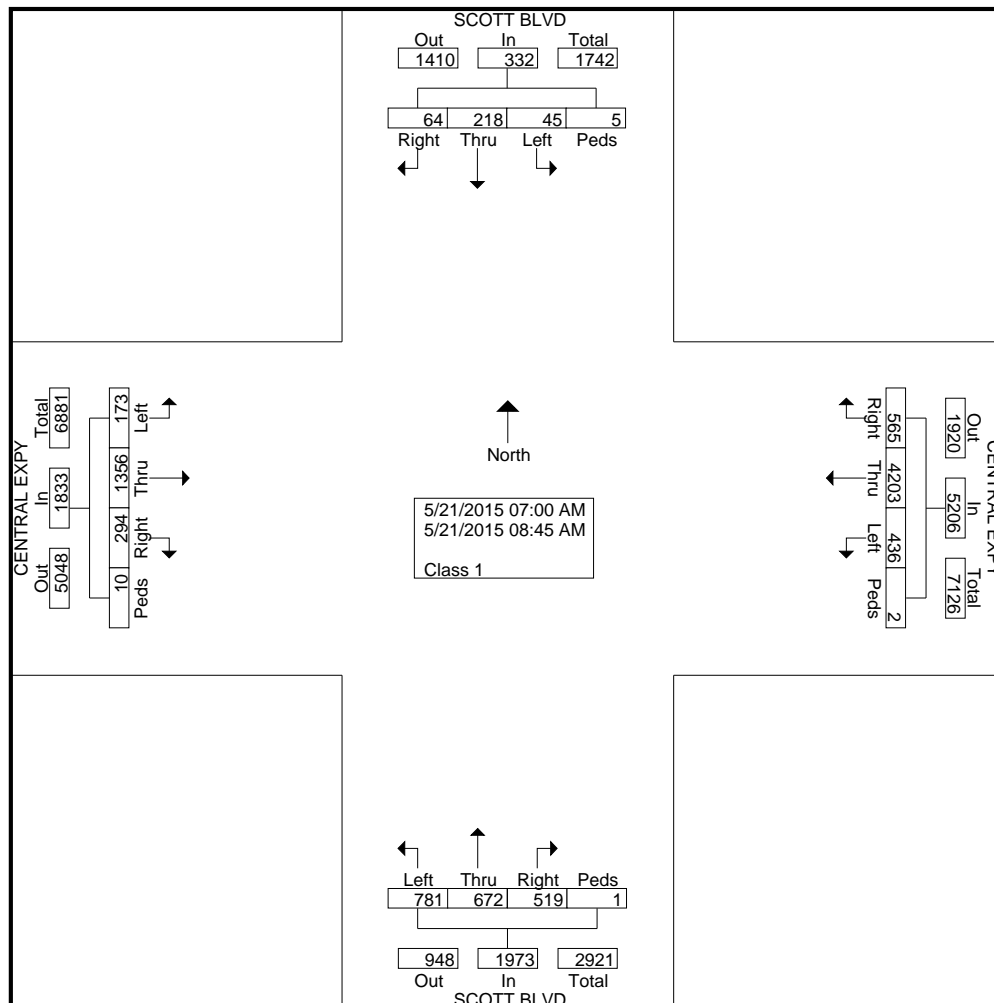 SCOTT BLVD
Out In Total
1410 332 1742
64 218 45 5
Right Thru Left Peds
CENTRAL EXPY
Total In Out
6881 1833 5048
173 1356 294 10
Left Thru Right Peds
North
5/21/2015 07:00 AM
5/21/2015 08:45 AM
Class 1
Right Thru Left Peds
565 4203 436 2
Out In Total
1920 5206 7126
CENTRAL EXPY
Left Thru Right Peds
781 672 519 1
948 1973 2921
Out In Total
SCOTT BLVD